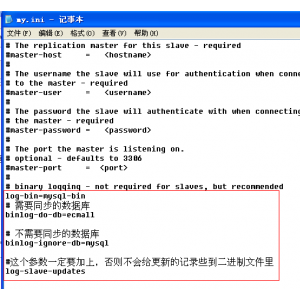 my.ini - 记事本
文件(F) 编辑(E) 格式(O) 查看(V) 帮助(H)
# The replication master for this slave - required
#master-host = <hostname>
#
# The username the slave will use for authentication when conne
# to the master - required
#master-user = <username>
#
# The password the slave will authenticate with when connecting
# the master - required
#master-password = <password>
#
# The port the master is listening on.
# optional - defaults to 3306
#master-port = <port>
#
# binary logging - not required for slaves, but recommended
log-bin=mysql-bin
# 需要同步的数据库
binlog-do-db=ecmall
# 不需要同步的数据库
binlog-ignore-db=mysql
#这个参数一定要加上，否则不会给更新的记录些到二进制文件里
log-slave-updates